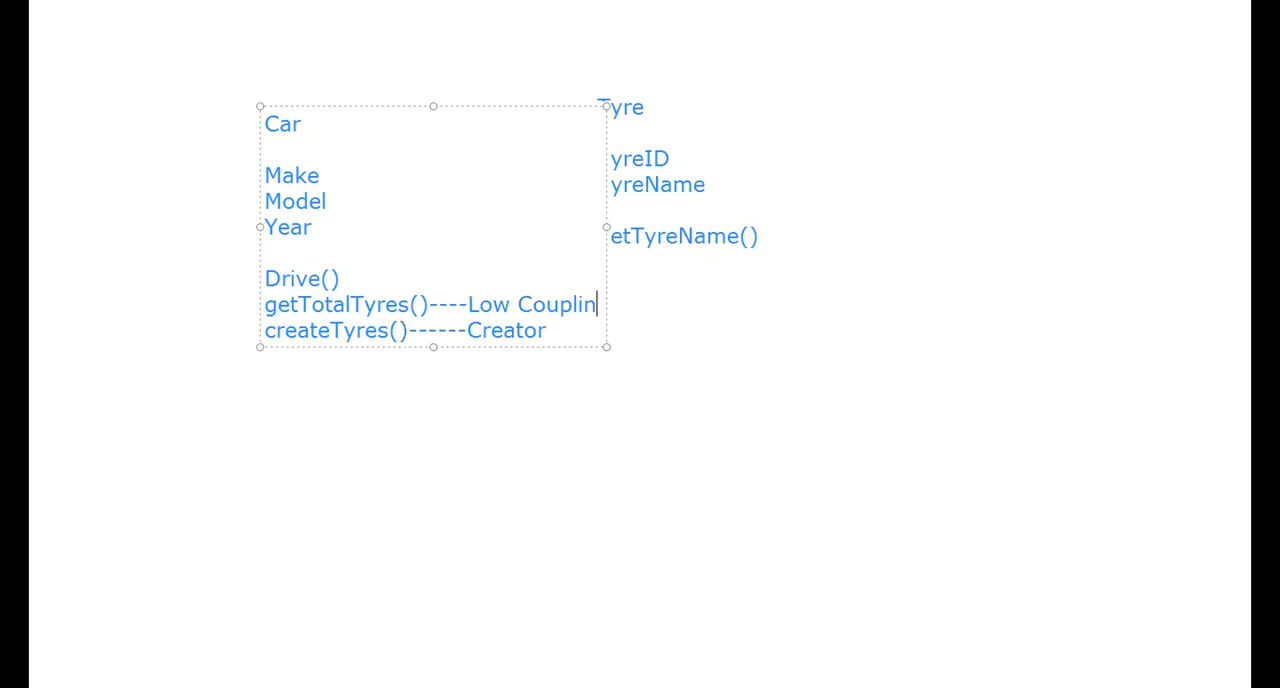 Car
Make
Model
Year
Drive()
getTotalTyres()----Low Couplin
createTyres()------Creator
Tyre
yreID
yreName
etTyreName()